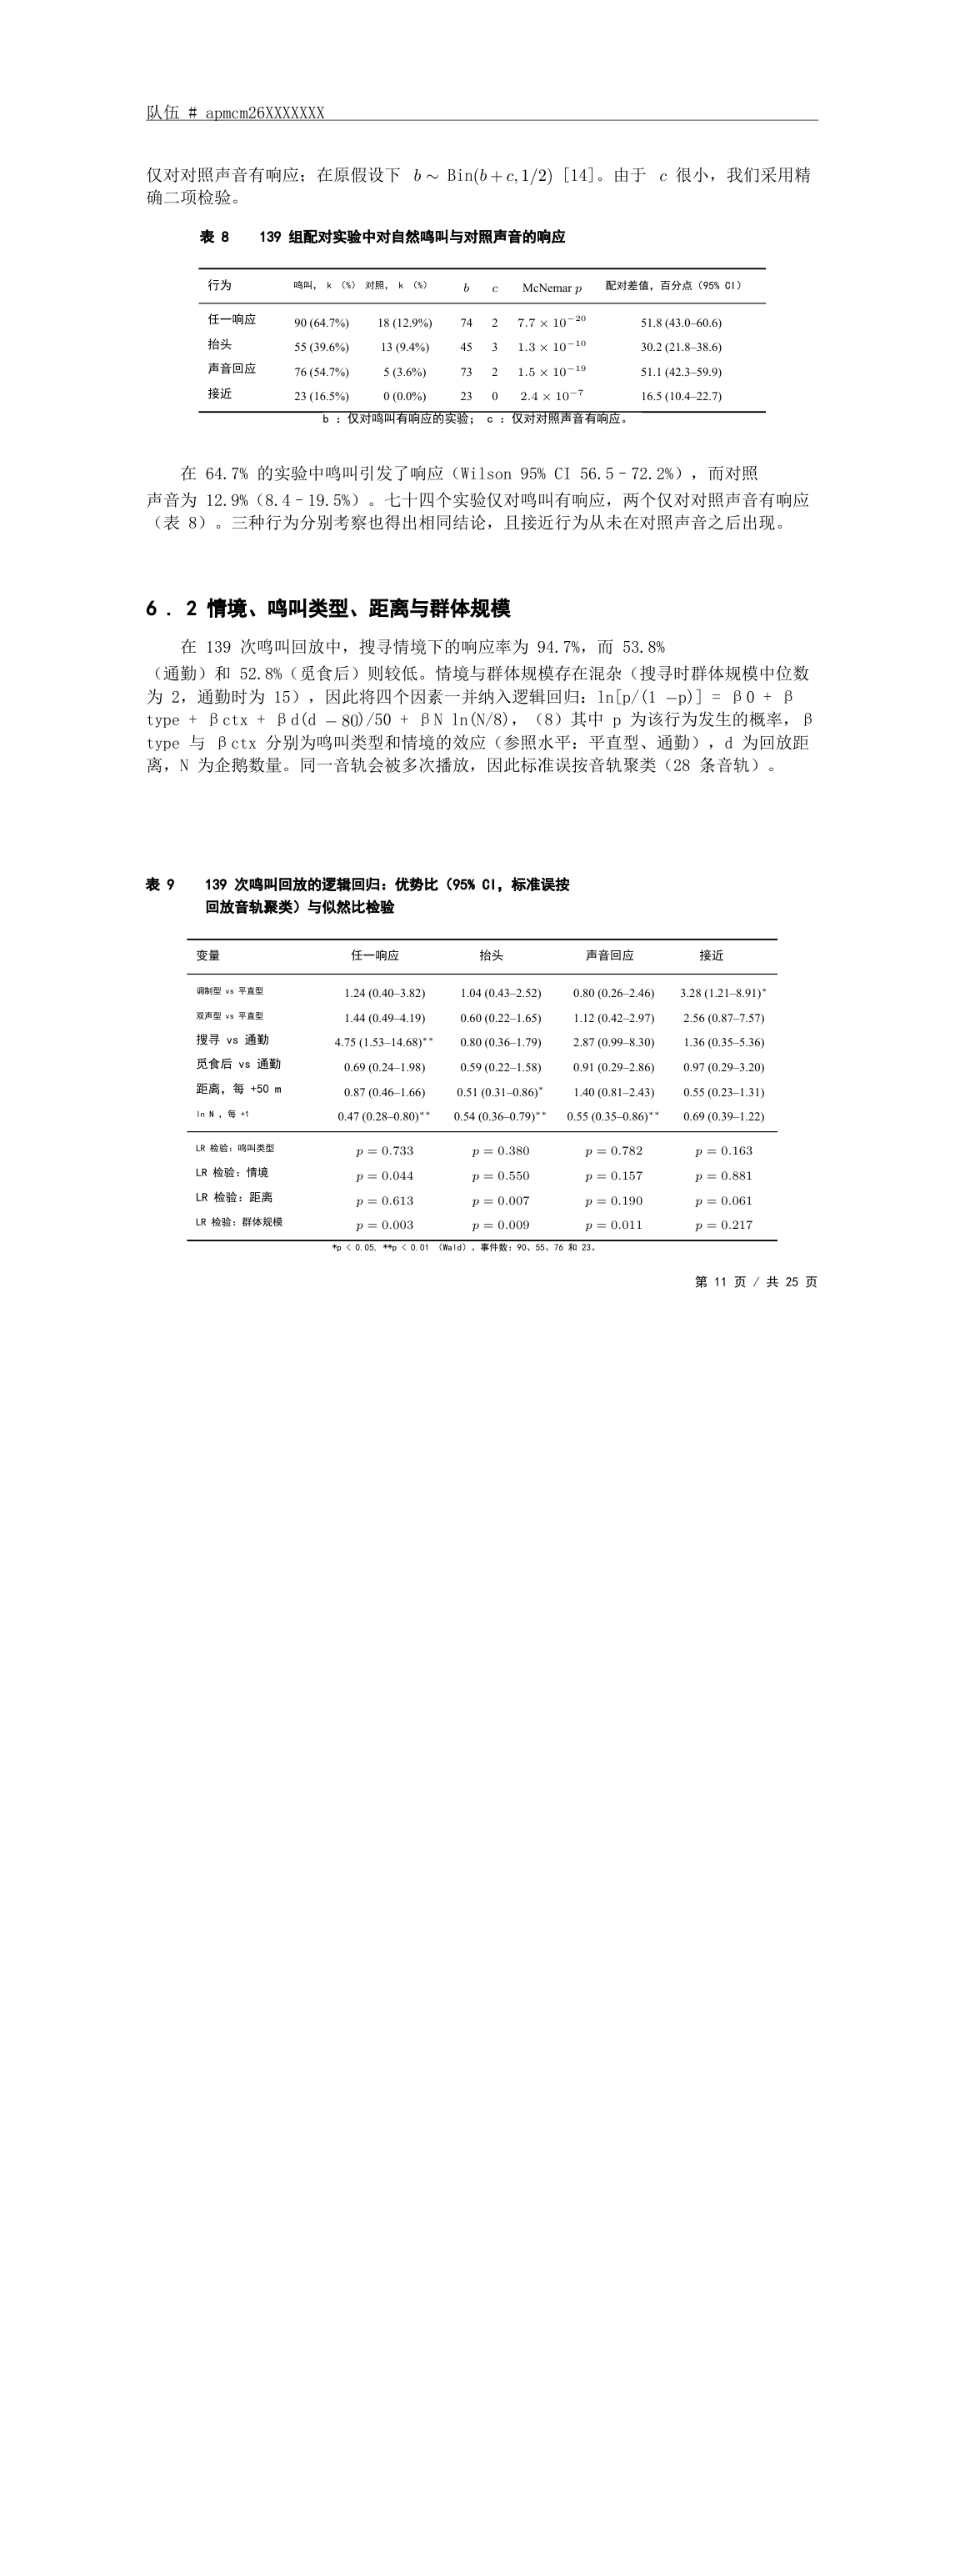 队伍 # apmcm26XXXXXXX
仅对对照声音有响应；在原假设下 b ∼ Bin(b + c, 1/2) [14]。由于 c 很小，我们采用精
确二项检验。
表 8 139 组配对实验中对自然鸣叫与对照声音的响应
行为 鸣叫， k （%） 对照， k （%） b c McNemar p 配对差值，百分点（95% CI）
任一响应 90 (64.7%) 18 (12.9%) 74 2 7.7 × 10⁻²⁰ 51.8 (43.0–60.6)
抬头 55 (39.6%) 13 (9.4%) 45 3 1.3 × 10⁻¹⁰ 30.2 (21.8–38.6)
声音回应 76 (54.7%) 5 (3.6%) 73 2 1.5 × 10⁻¹⁹ 51.1 (42.3–59.9)
接近 23 (16.5%) 0 (0.0%) 23 0 2.4 × 10⁻⁷ 16.5 (10.4–22.7)
b ：仅对鸣叫有响应的实验； c ：仅对对照声音有响应。
在 64.7% 的实验中鸣叫引发了响应（Wilson 95% CI 56.5–72.2%），而对照
声音为 12.9%（8.4–19.5%）。七十四个实验仅对鸣叫有响应，两个仅对对照声音有响应
（表 8）。三种行为分别考察也得出相同结论，且接近行为从未在对照声音之后出现。
6 . 2 情境、鸣叫类型、距离与群体规模
在 139 次鸣叫回放中，搜寻情境下的响应率为 94.7%，而 53.8%
（通勤）和 52.8%（觅食后）则较低。情境与群体规模存在混杂（搜寻时群体规模中位数
为 2，通勤时为 15），因此将四个因素一并纳入逻辑回归：ln[p/(1 −p)] = β0 + β
type + βctx + βd(d − 80)/50 + βN ln(N/8)，（8）其中 p 为该行为发生的概率，β
type 与 βctx 分别为鸣叫类型和情境的效应（参照水平：平直型、通勤），d 为回放距
离，N 为企鹅数量。同一音轨会被多次播放，因此标准误按音轨聚类（28 条音轨）。
表 9 139 次鸣叫回放的逻辑回归：优势比（95% CI，标准误按
回放音轨聚类）与似然比检验
变量 任一响应 抬头 声音回应 接近
调制型 vs 平直型 1.24 (0.40–3.82) 1.04 (0.43–2.52) 0.80 (0.26–2.46) 3.28 (1.21–8.91)*
双声型 vs 平直型 1.44 (0.49–4.19) 0.60 (0.22–1.65) 1.12 (0.42–2.97) 2.56 (0.87–7.57)
搜寻 vs 通勤 4.75 (1.53–14.68)** 0.80 (0.36–1.79) 2.87 (0.99–8.30) 1.36 (0.35–5.36)
觅食后 vs 通勤 0.69 (0.24–1.98) 0.59 (0.22–1.58) 0.91 (0.29–2.86) 0.97 (0.29–3.20)
距离，每 +50 m 0.87 (0.46–1.66) 0.51 (0.31–0.86)* 1.40 (0.81–2.43) 0.55 (0.23–1.31)
ln N ，每 +1 0.47 (0.28–0.80)** 0.54 (0.36–0.79)** 0.55 (0.35–0.86)** 0.69 (0.39–1.22)
LR 检验：鸣叫类型 p = 0.733 p = 0.380 p = 0.782 p = 0.163
LR 检验：情境 p = 0.044 p = 0.550 p = 0.157 p = 0.881
LR 检验：距离 p = 0.613 p = 0.007 p = 0.190 p = 0.061
LR 检验：群体规模 p = 0.003 p = 0.009 p = 0.011 p = 0.217
*p < 0.05, **p < 0.01 （Wald）。事件数：90、55、76 和 23。
第 11 页 / 共 25 页